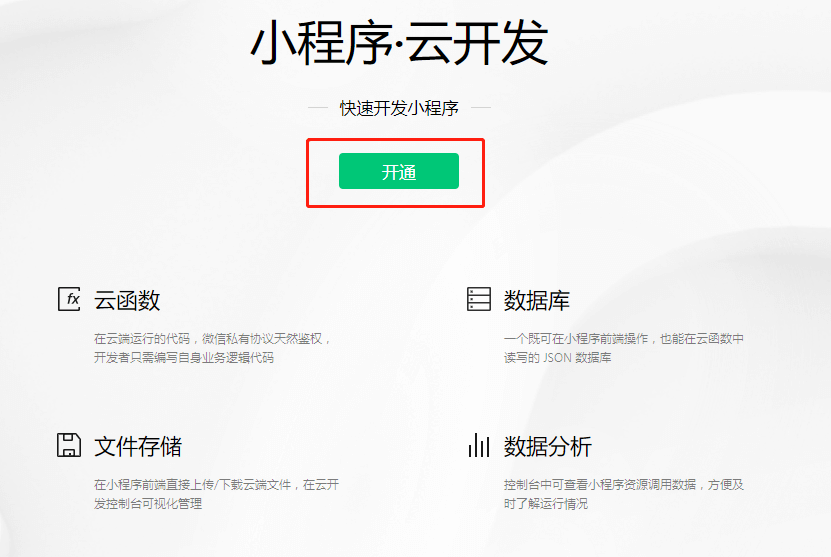 小程序·云开发
快速开发小程序
开通
fx 云函数
在云端运行的代码，微信私有协议天然鉴权，
开发者只需编写自身业务逻辑代码
数据库
一个既可在小程序前端操作，也能在云函数中
读写的 JSON 数据库
文件存储
在小程序前端直接上传/下载云端文件，在云开
发控制台可视化管理
数据分析
控制台中可查看小程序资源调用数据，方便及
时了解运行情况